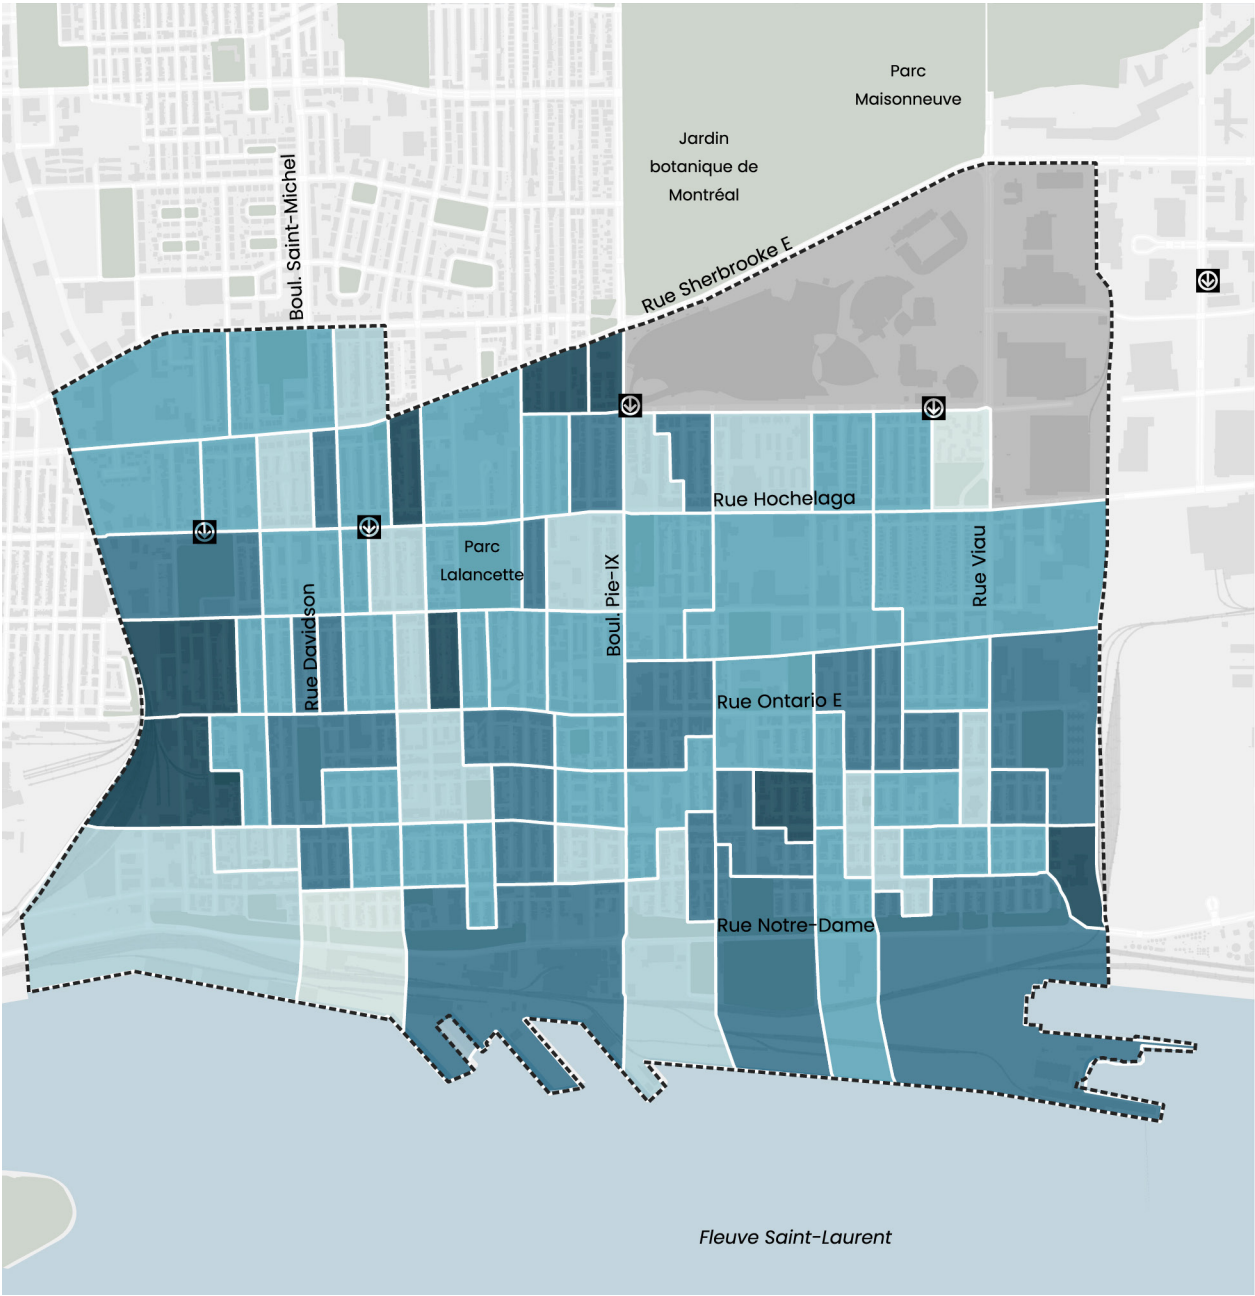 Parc
Maisonneuve
Jardin
botanique de
Montréal
Boul. Saint-Michel
Rue Sherbrooke E
Rue Hochelaga
Parc
Lalancette
Boul. Pie-IX
Rue Viau
Rue Davidson
Rue Ontario E
Rue Notre-Dame
Fleuve Saint-Laurent